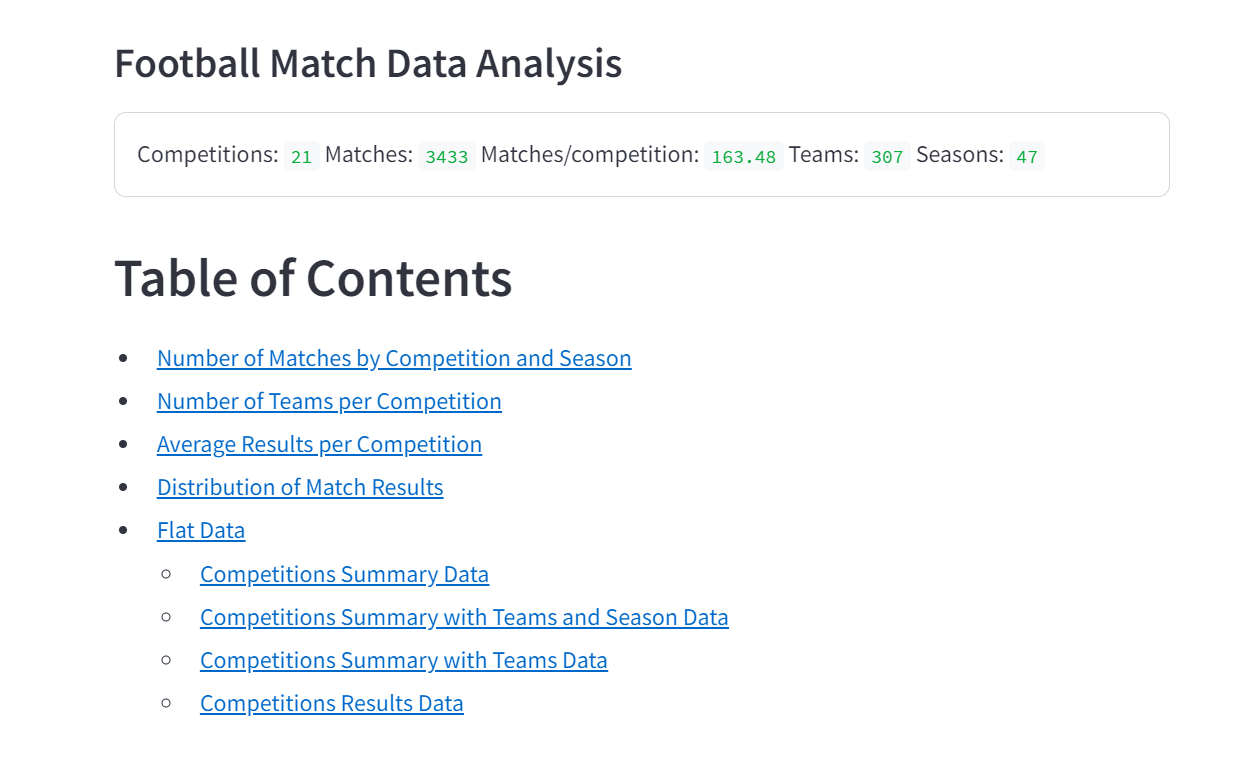 Football Match Data Analysis
Competitions: 21 Matches: 3433 Matches/competition: 163.48 Teams: 307 Seasons: 47
Table of Contents
Number of Matches by Competition and Season
Number of Teams per Competition
Average Results per Competition
Distribution of Match Results
Flat Data
Competitions Summary Data
Competitions Summary with Teams and Season Data
Competitions Summary with Teams Data
Competitions Results Data